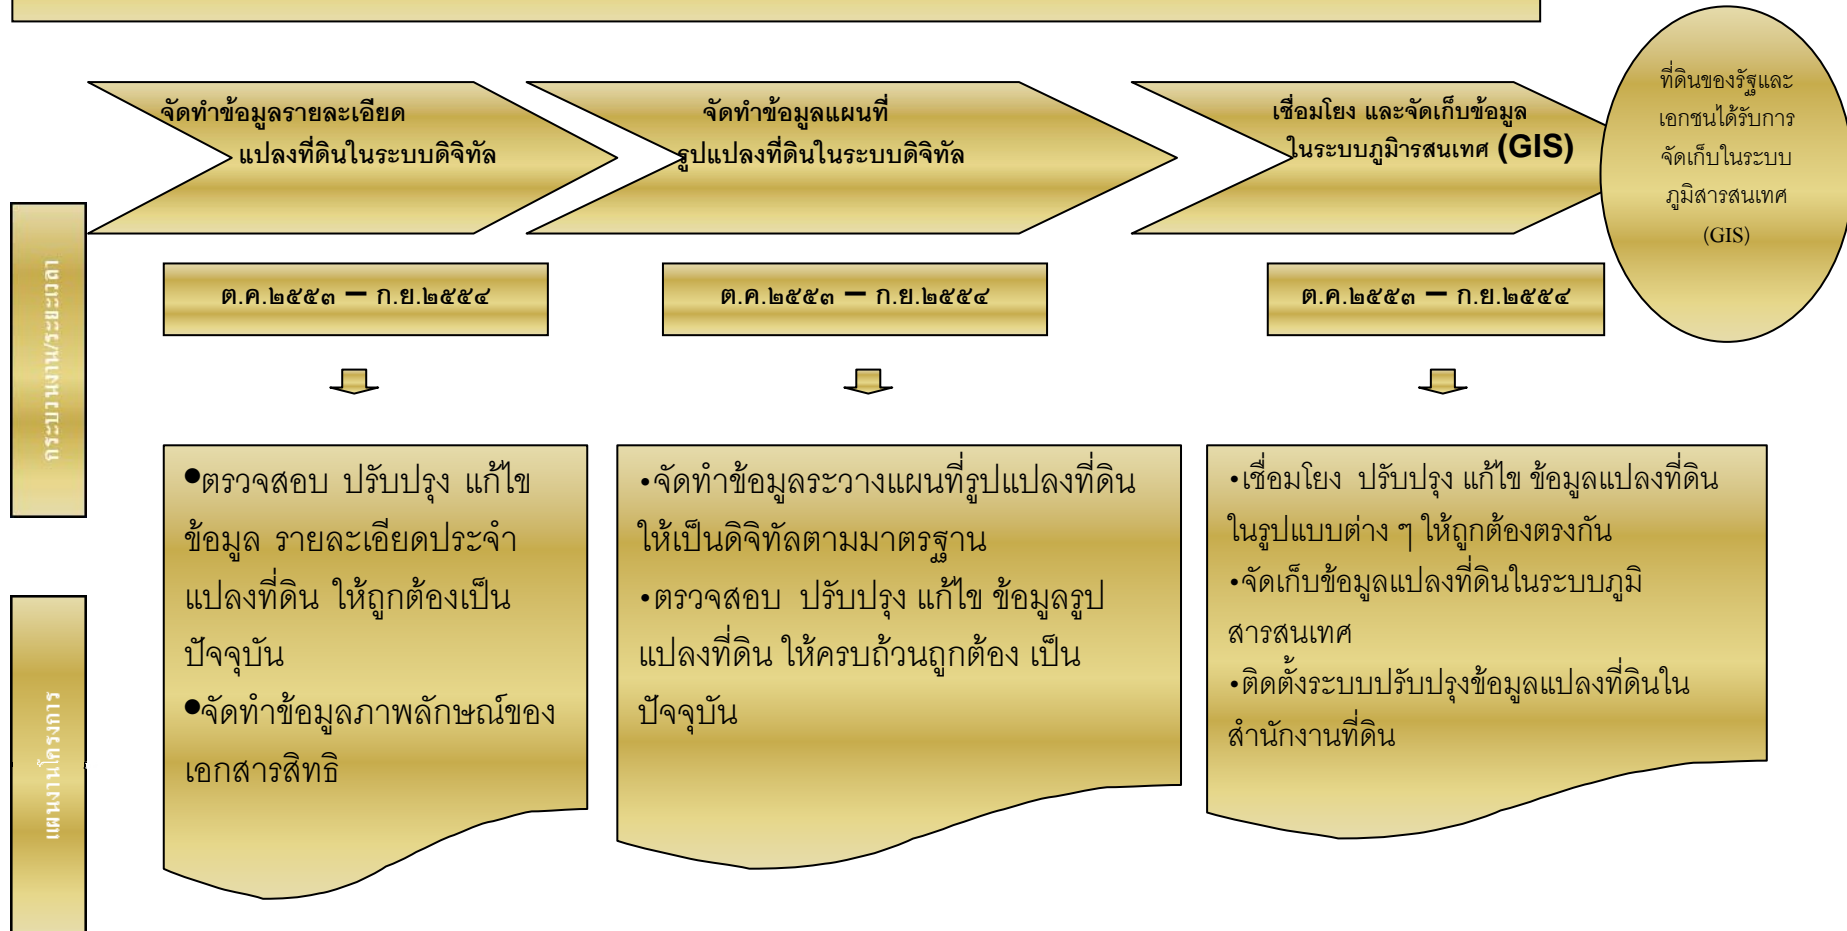 จัดทำข้อมูลรายละเอียด
แปลงที่ดินในระบบดิจิทัล
จัดทำข้อมูลแผนที่
รูปแปลงที่ดินในระบบดิจิทัล
เชื่อมโยง และจัดเก็บข้อมูล
ในระบบภูมิารสนเทศ (GIS)
ที่ดินของรัฐและ
เอกชนได้รับการ
จัดเก็บในระบบ
ภูมิสารสนเทศ
(GIS)
กระบวนงาน/ระยะเวลา
ต.ค.๒๕๕๓ – ก.ย.๒๕๕๔
ต.ค.๒๕๕๓ – ก.ย.๒๕๕๔
ต.ค.๒๕๕๓ – ก.ย.๒๕๕๔
แผนงานโครงการ
•ตรวจสอบ ปรับปรุง แก้ไข
ข้อมูล รายละเอียดประจำ
แปลงที่ดิน ให้ถูกต้องเป็น
ปัจจุบัน
•จัดทำข้อมูลภาพลักษณ์ของ
เอกสารสิทธิ
•จัดทำข้อมูลระวางแผนที่รูปแปลงที่ดิน
ให้เป็นดิจิทัลตามมาตรฐาน
•ตรวจสอบ ปรับปรุง แก้ไข ข้อมูลรูป
แปลงที่ดิน ให้ครบถ้วนถูกต้อง เป็น
ปัจจุบัน
•เชื่อมโยง ปรับปรุง แก้ไข ข้อมูลแปลงที่ดิน
ในรูปแบบต่าง ๆ ให้ถูกต้องตรงกัน
•จัดเก็บข้อมูลแปลงที่ดินในระบบภูมิ
สารสนเทศ
•ติดตั้งระบบปรับปรุงข้อมูลแปลงที่ดินใน
สำนักงานที่ดิน